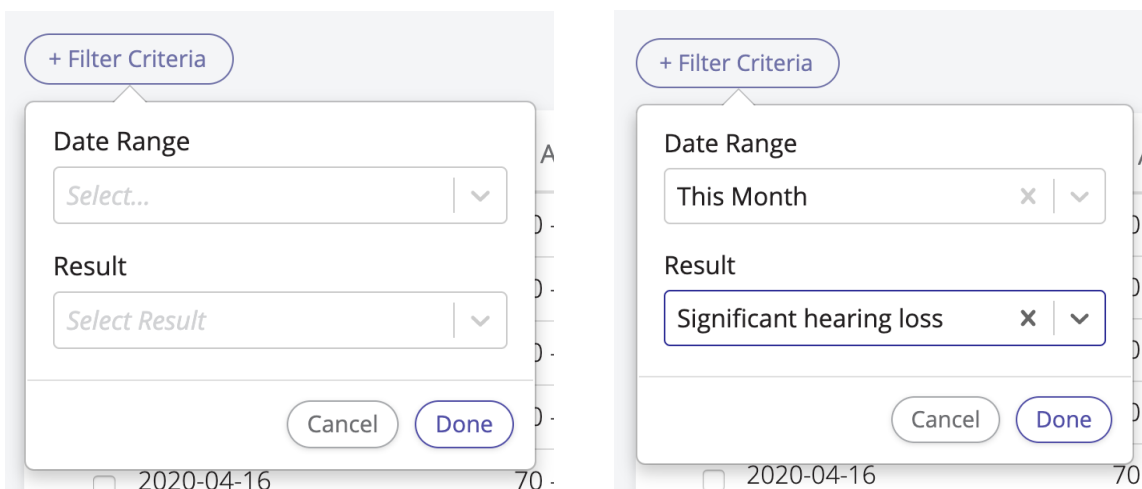 + Filter Criteria
Date Range
Select...
Result
Select Result
Cancel
Done
2020-04-16
70 -
+ Filter Criteria
Date Range
This Month
Result
Significant hearing loss
Cancel
Done
2020-04-16
70